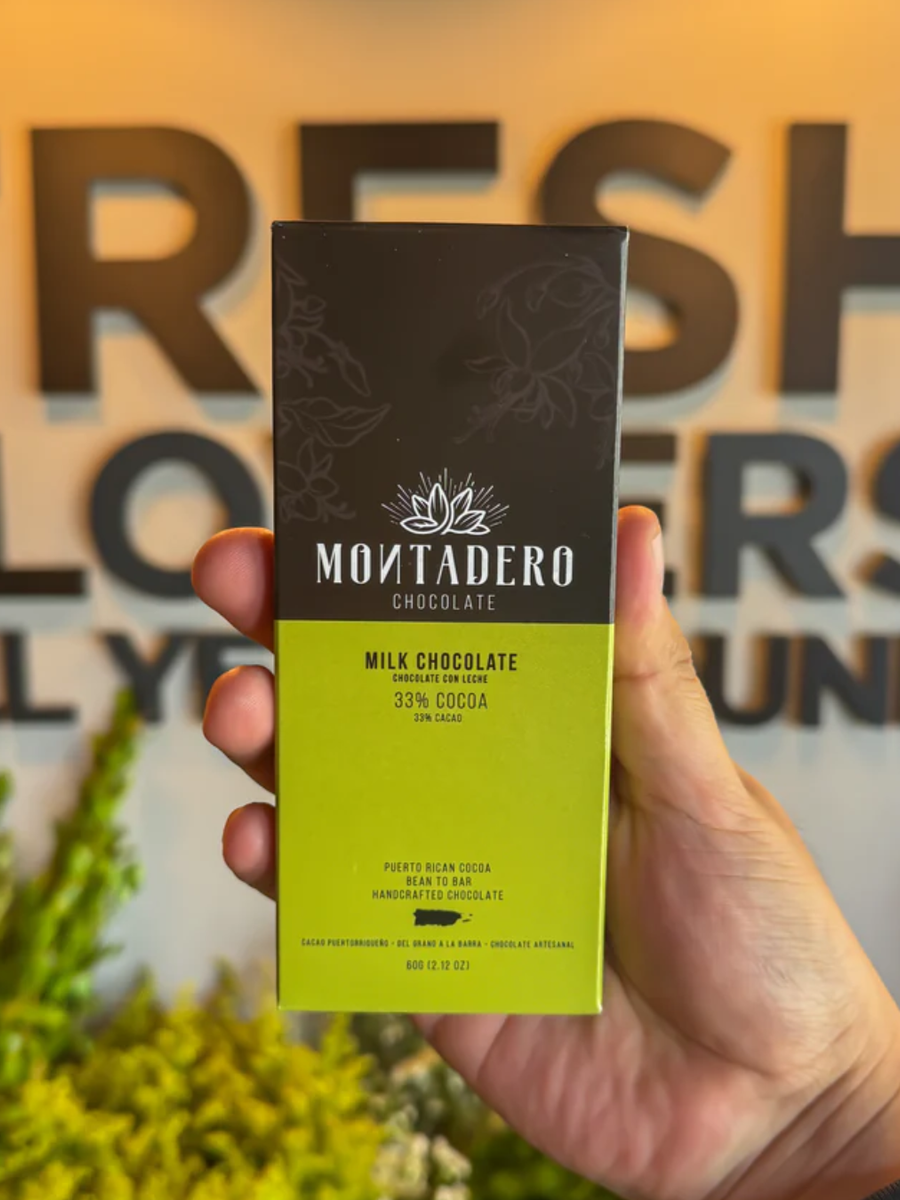 FRESH
MONTADERO
CHOCOLATE
MILK CHOCOLATE
CHOCOLATE CON LECHE
33% COCOA
33% CACAO
PUERTO RICAN COCOA
BEAN TO BAR
HANDCRAFTED CHOCOLATE
CACAO PUERTORRIQUEÑO - DEL GRANO A LA BARRA - CHOCOLATE ARTESANAL
60G (2.12 OZ)